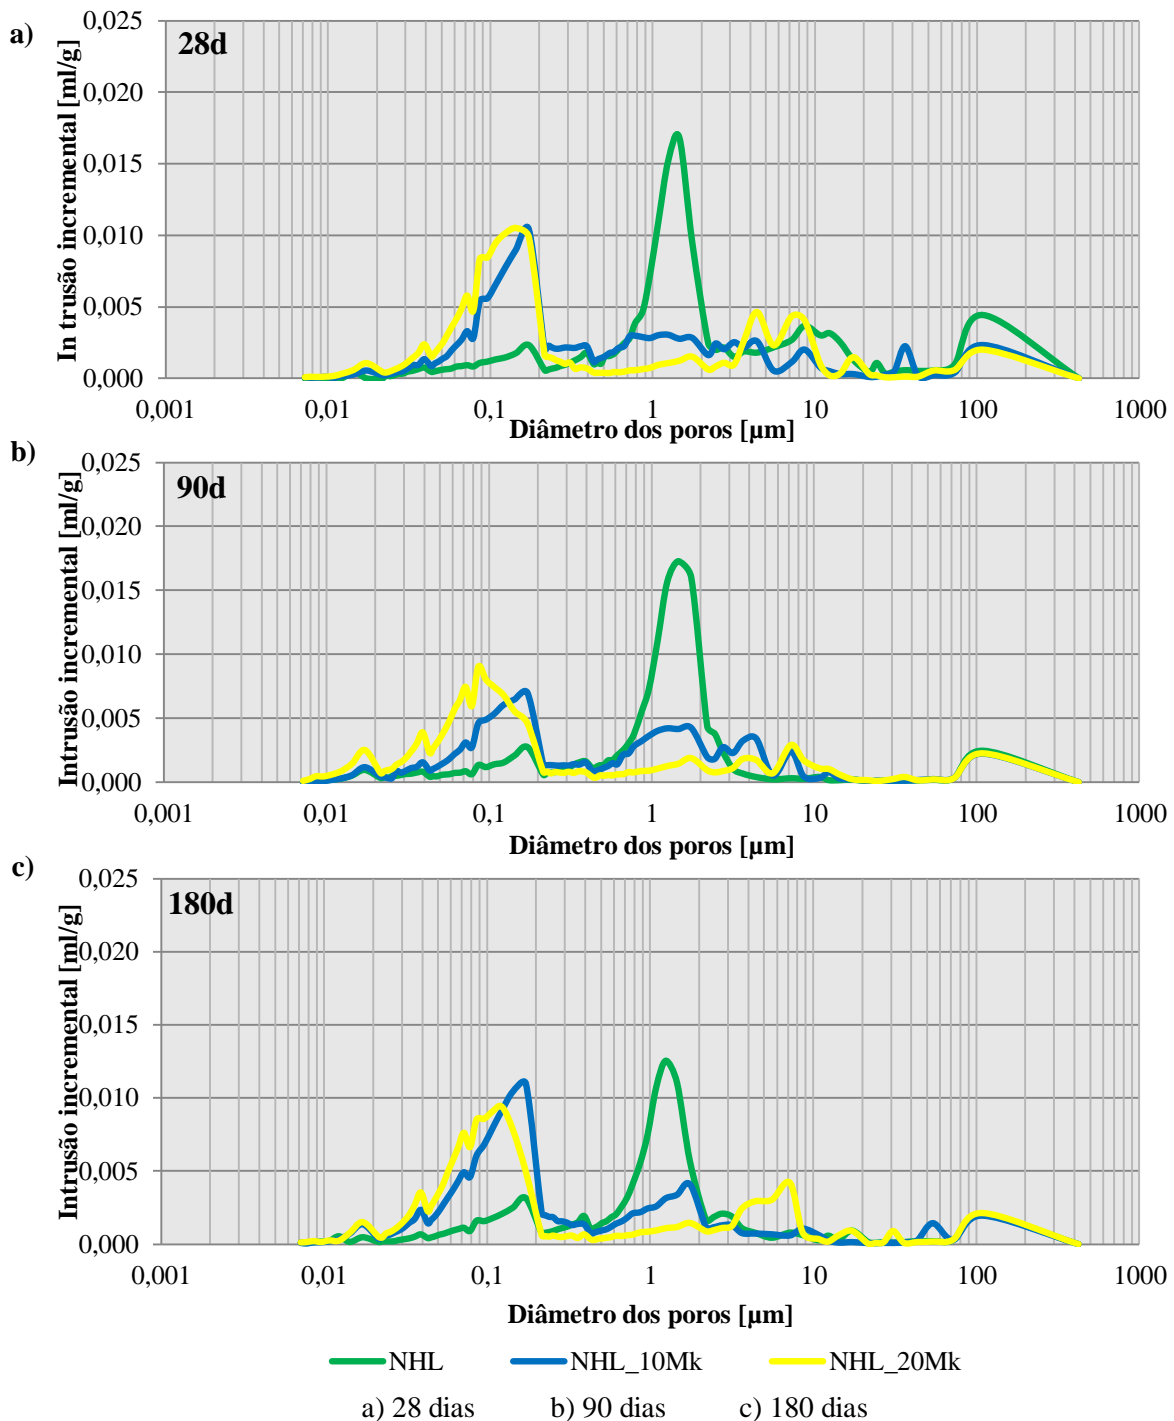 a)
28d
In trusão incremental [ml/g]
0,025
0,020
0,015
0,010
0,005
0,000
0,001 0,01 0,1 1 10 100 1000
Diâmetro dos poros [µm]
b)
90d
Intrusão incremental [ml/g]
0,025
0,020
0,015
0,010
0,005
0,000
0,001 0,01 0,1 1 10 100 1000
Diâmetro dos poros [µm]
c)
180d
Intrusão incremental [ml/g]
0,025
0,020
0,015
0,010
0,005
0,000
0,001 0,01 0,1 1 10 100 1000
Diâmetro dos poros [µm]
NHL NHL_10Mk NHL_20Mk
a) 28 dias b) 90 dias c) 180 dias